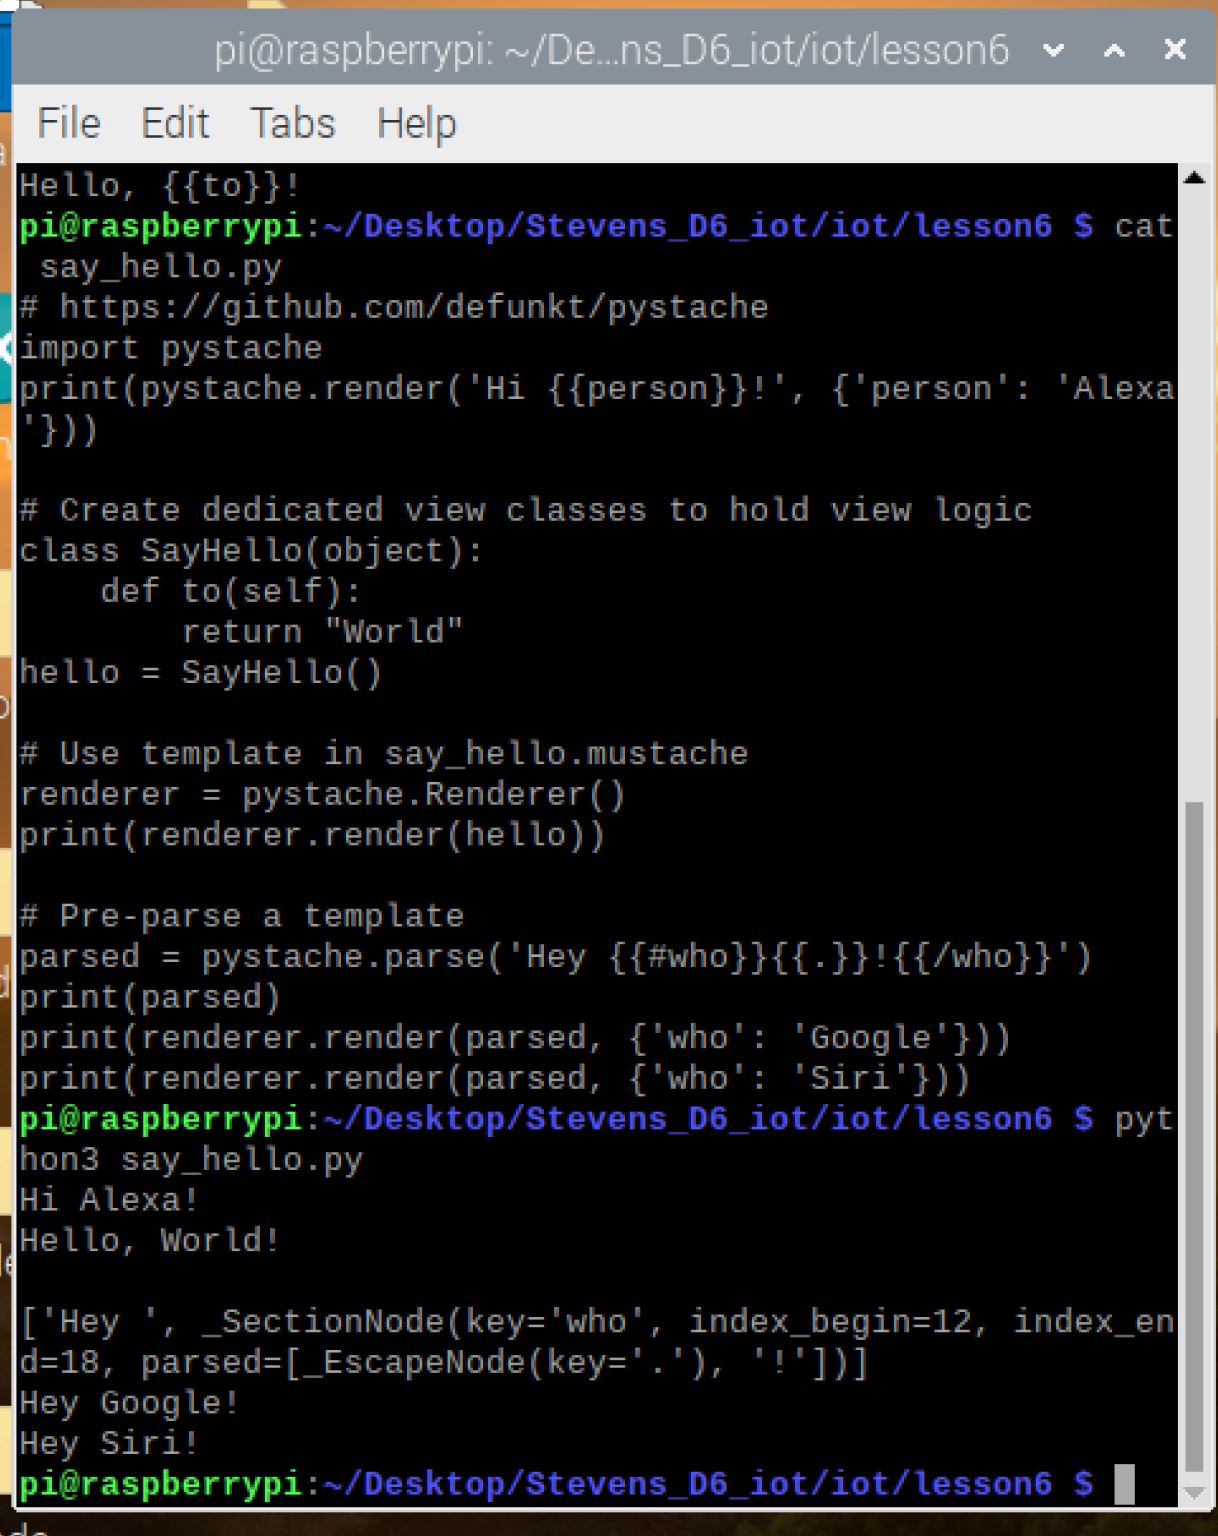 pi@raspberrypi: ~/De...ns_D6_iot/iot/lesson6
File Edit Tabs Help
Hello, {{to}}!
pi@raspberrypi:~/Desktop/Stevens_D6_iot/iot/lesson6 $ cat
 say_hello.py
# https://github.com/defunkt/pystache
import pystache
print(pystache.render('Hi {{person}}!', {'person': 'Alexa
'}))

# Create dedicated view classes to hold view logic
class SayHello(object):
    def to(self):
        return "World"
hello = SayHello()

# Use template in say_hello.mustache
renderer = pystache.Renderer()
print(renderer.render(hello))

# Pre-parse a template
parsed = pystache.parse('Hey {{#who}}{{.}}!{{/who}}')
print(parsed)
print(renderer.render(parsed, {'who': 'Google'}))
print(renderer.render(parsed, {'who': 'Siri'}))
pi@raspberrypi:~/Desktop/Stevens_D6_iot/iot/lesson6 $ pyt
hon3 say_hello.py
Hi Alexa!
Hello, World!

['Hey ', _SectionNode(key='who', index_begin=12, index_en
d=18, parsed=[_EscapeNode(key='.'), '!'])]
Hey Google!
Hey Siri!
pi@raspberrypi:~/Desktop/Stevens_D6_iot/iot/lesson6 $